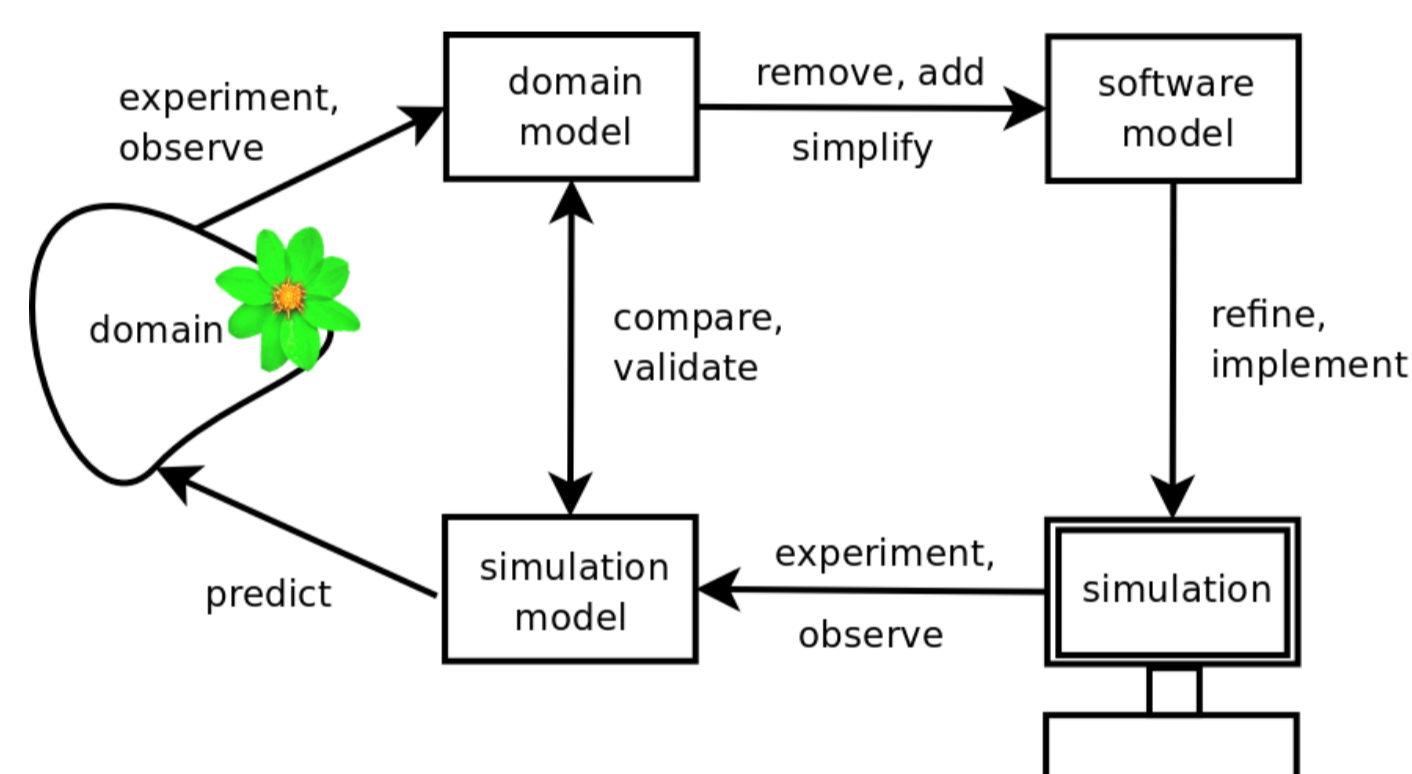 experiment,
observe
domain
model
remove, add
simplify
software
model
domain
compare,
validate
refine,
implement
predict
simulation
model
experiment,
observe
simulation